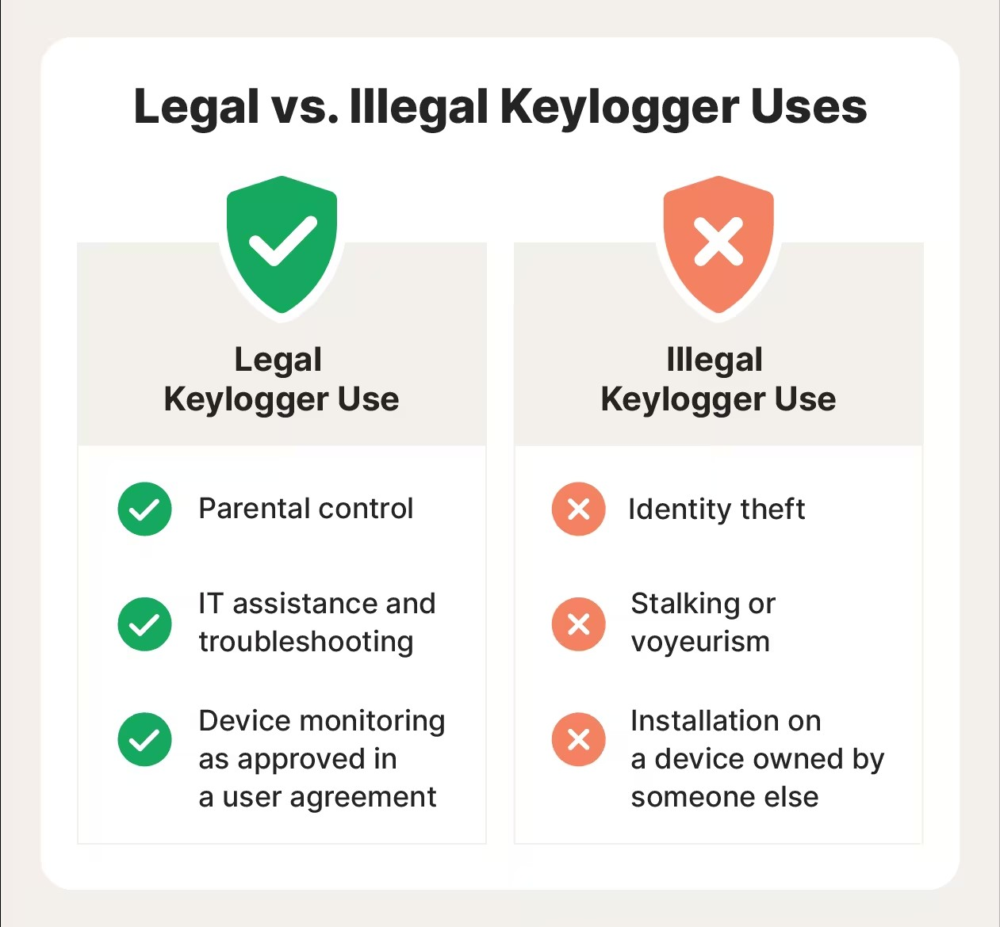 Legal vs. Illegal Keylogger Uses
Legal
Keylogger Use
Parental control
IT assistance and
troubleshooting
Device monitoring
as approved in
a user agreement
Illegal
Keylogger Use
Identity theft
Stalking or
voyeurism
Installation on
a device owned by
someone else